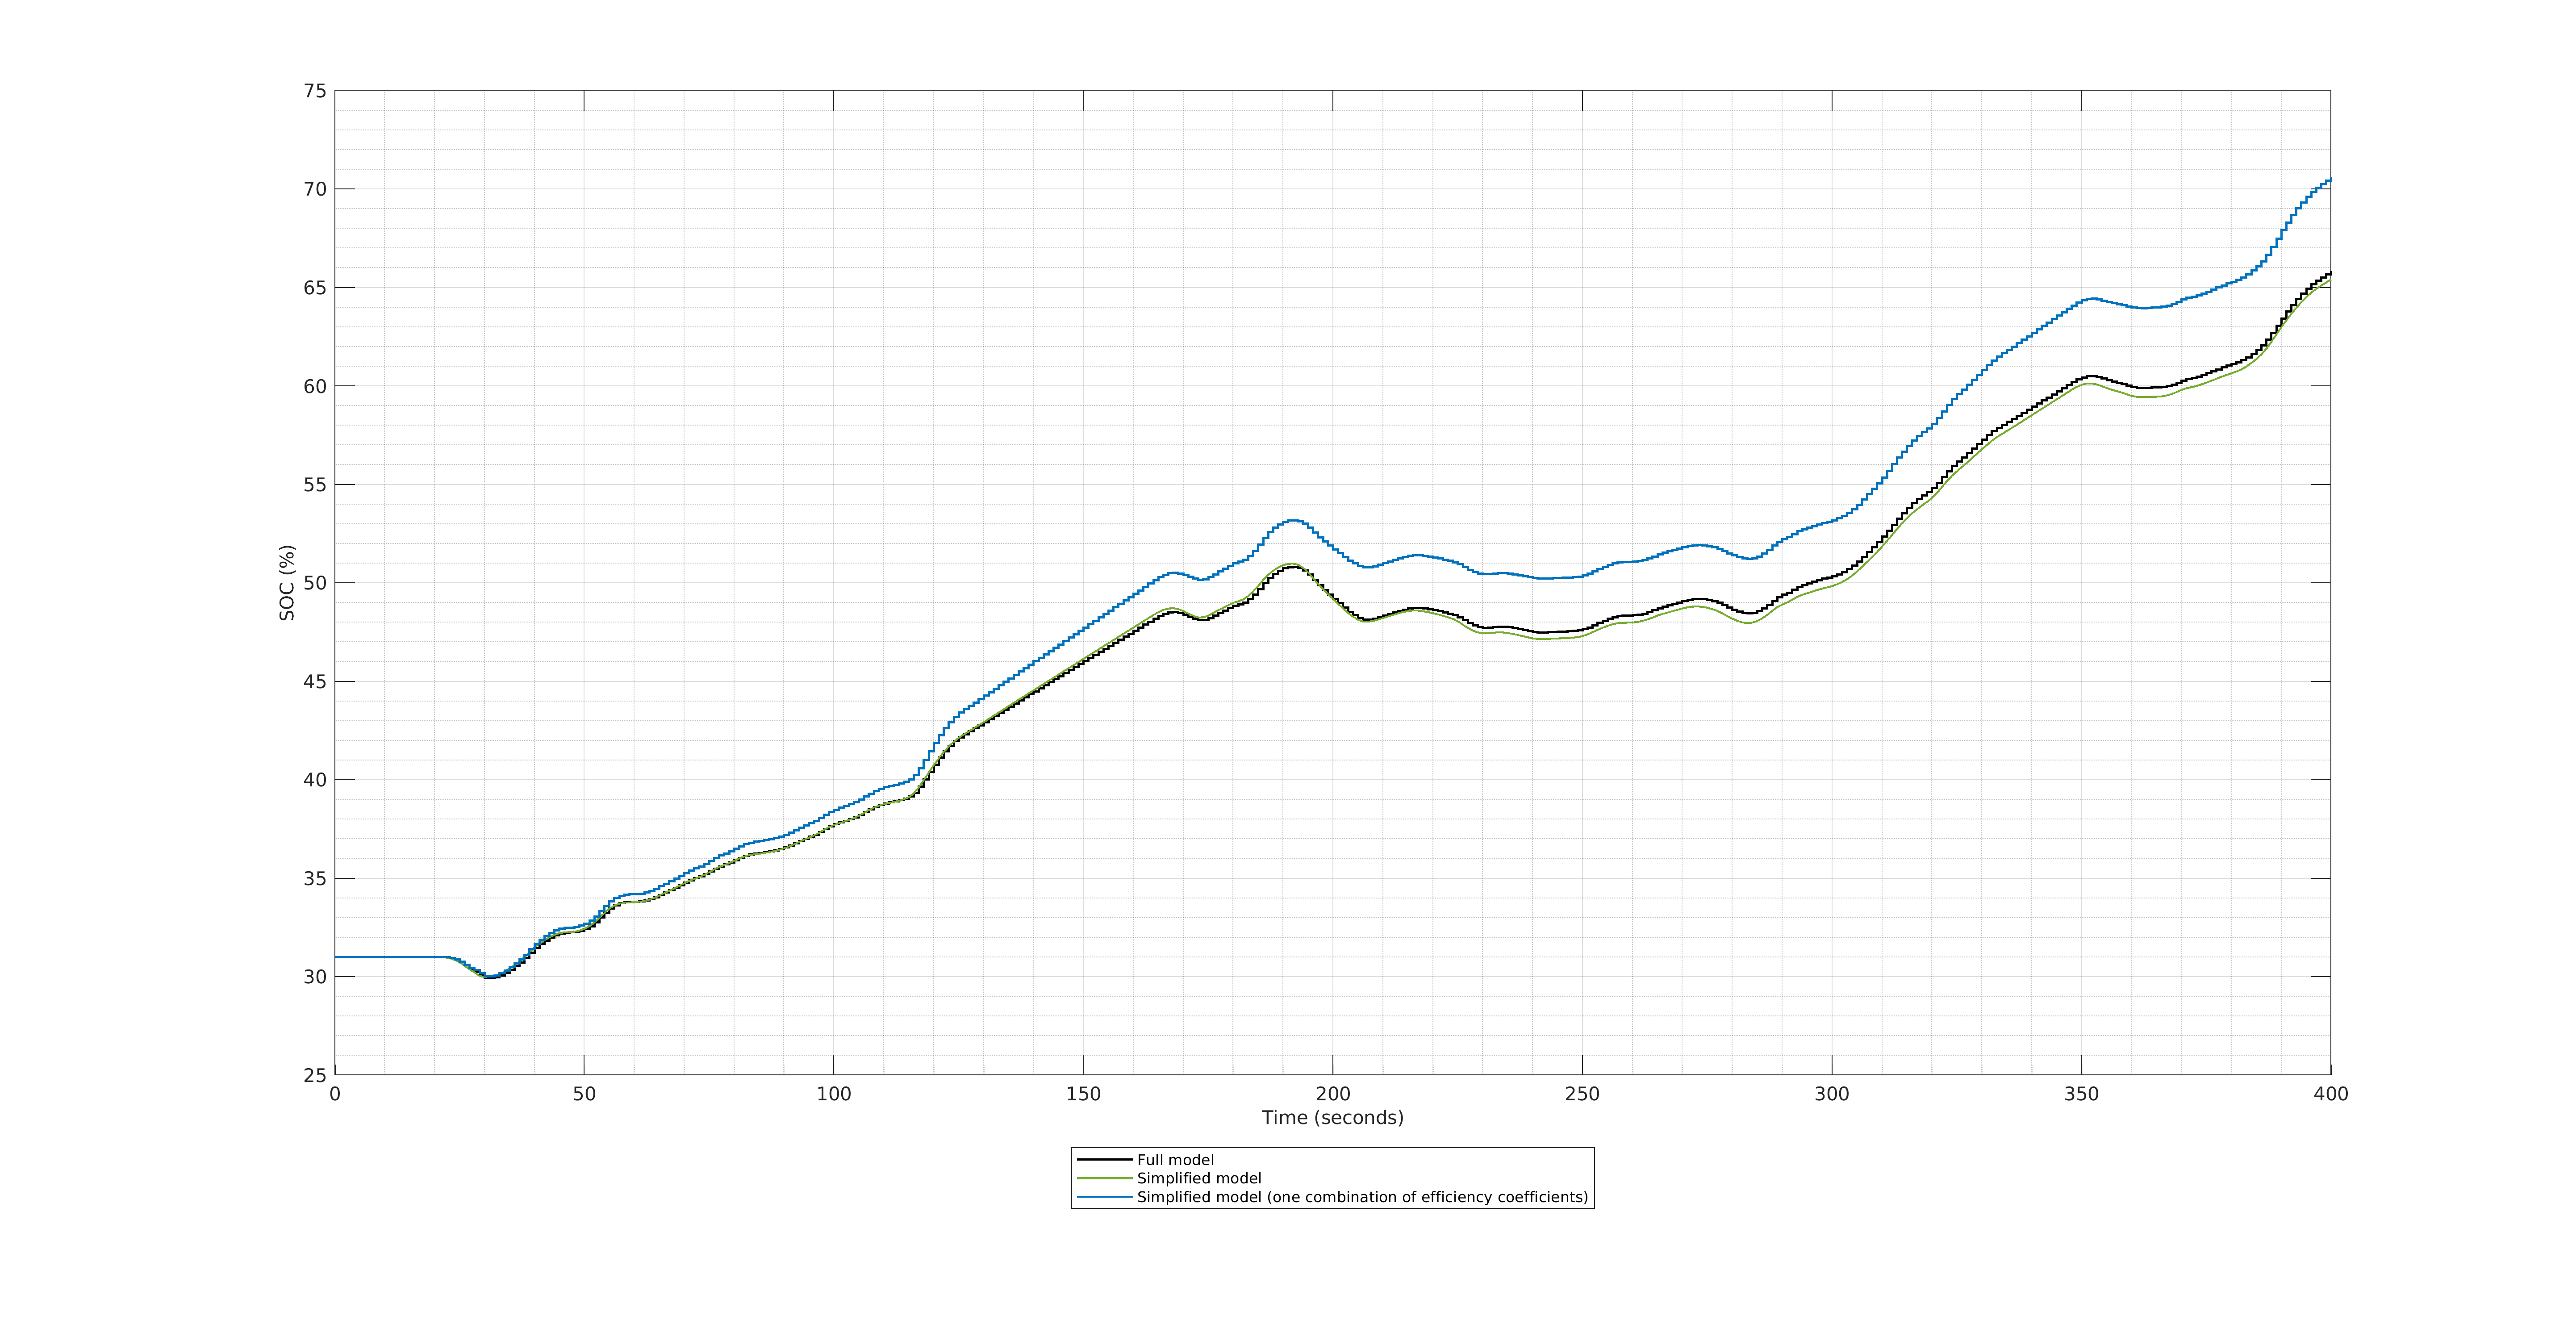 75
70
65
60
55
50
45
40
35
30
25
SOC (%)
0 50 100 150 200 250 300 350 400
Time (seconds)
Full model
Simplified model
Simplified model (one combination of efficiency coefficients)